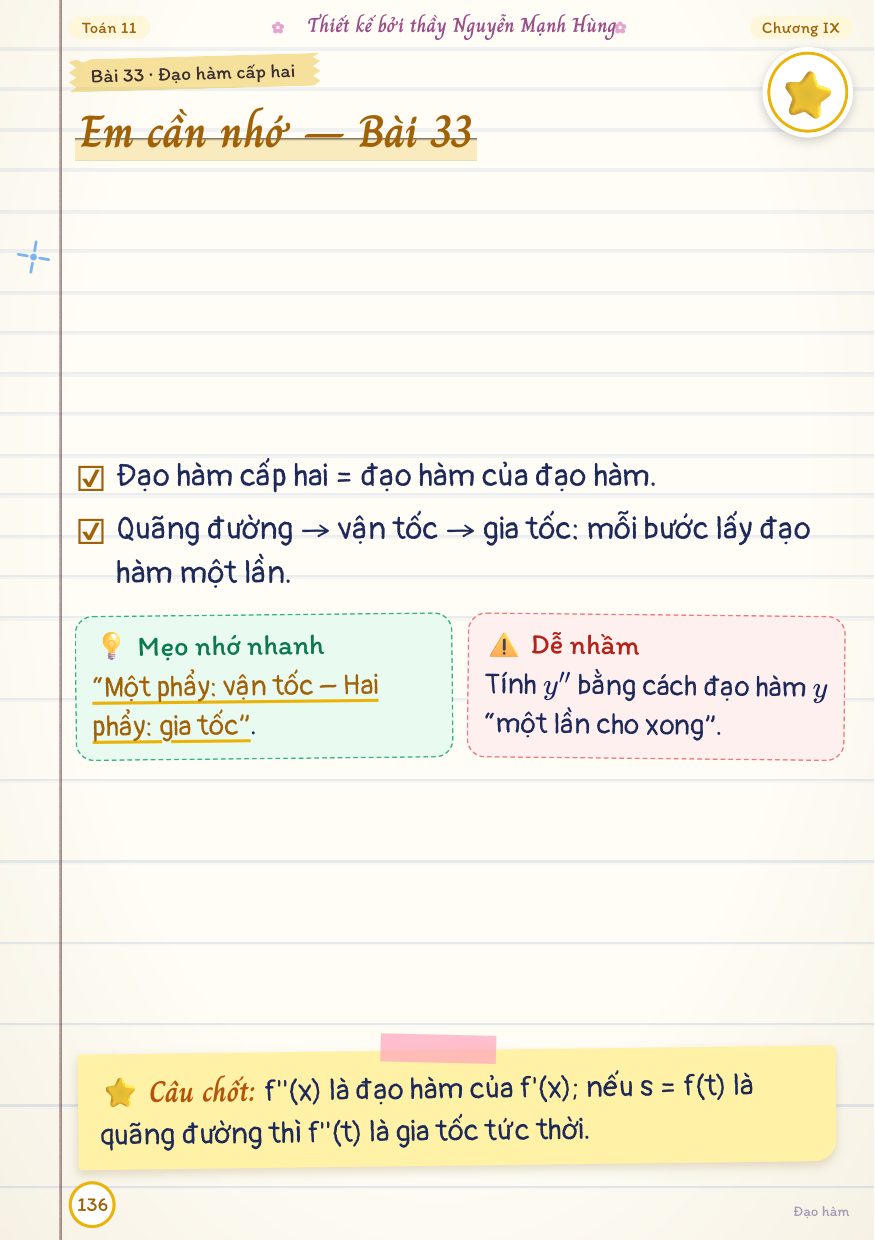 Toán 11
Thiết kế bởi thầy Nguyễn Mạnh Hùng
Chương IX
Bài 33 · Đạo hàm cấp hai
Em cần nhớ — Bài 33
Đạo hàm cấp hai = đạo hàm của đạo hàm.
Quãng đường → vận tốc → gia tốc: mỗi bước lấy đạo
hàm một lần.
Mẹo nhớ nhanh
“Một phẩy: vận tốc – Hai
phẩy: gia tốc”.
Dễ nhầm
Tính y″ bằng cách đạo hàm y
“một lần cho xong”.
Câu chốt: f''(x) là đạo hàm của f'(x); nếu s = f(t) là
quãng đường thì f''(t) là gia tốc tức thời.
136
Đạo hàm